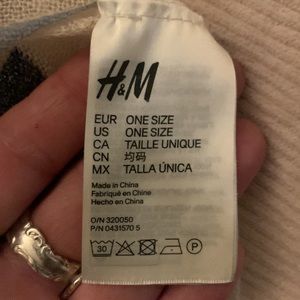 H&M
EUR ONE SIZE
US ONE SIZE
CA TAILLE UNIQUE
CN 均码
MX TALLA ÚNICA
Made in China
Fabriqué en Chine
Hecho en China
O/N 320050
P/N 0431570 5
30 P